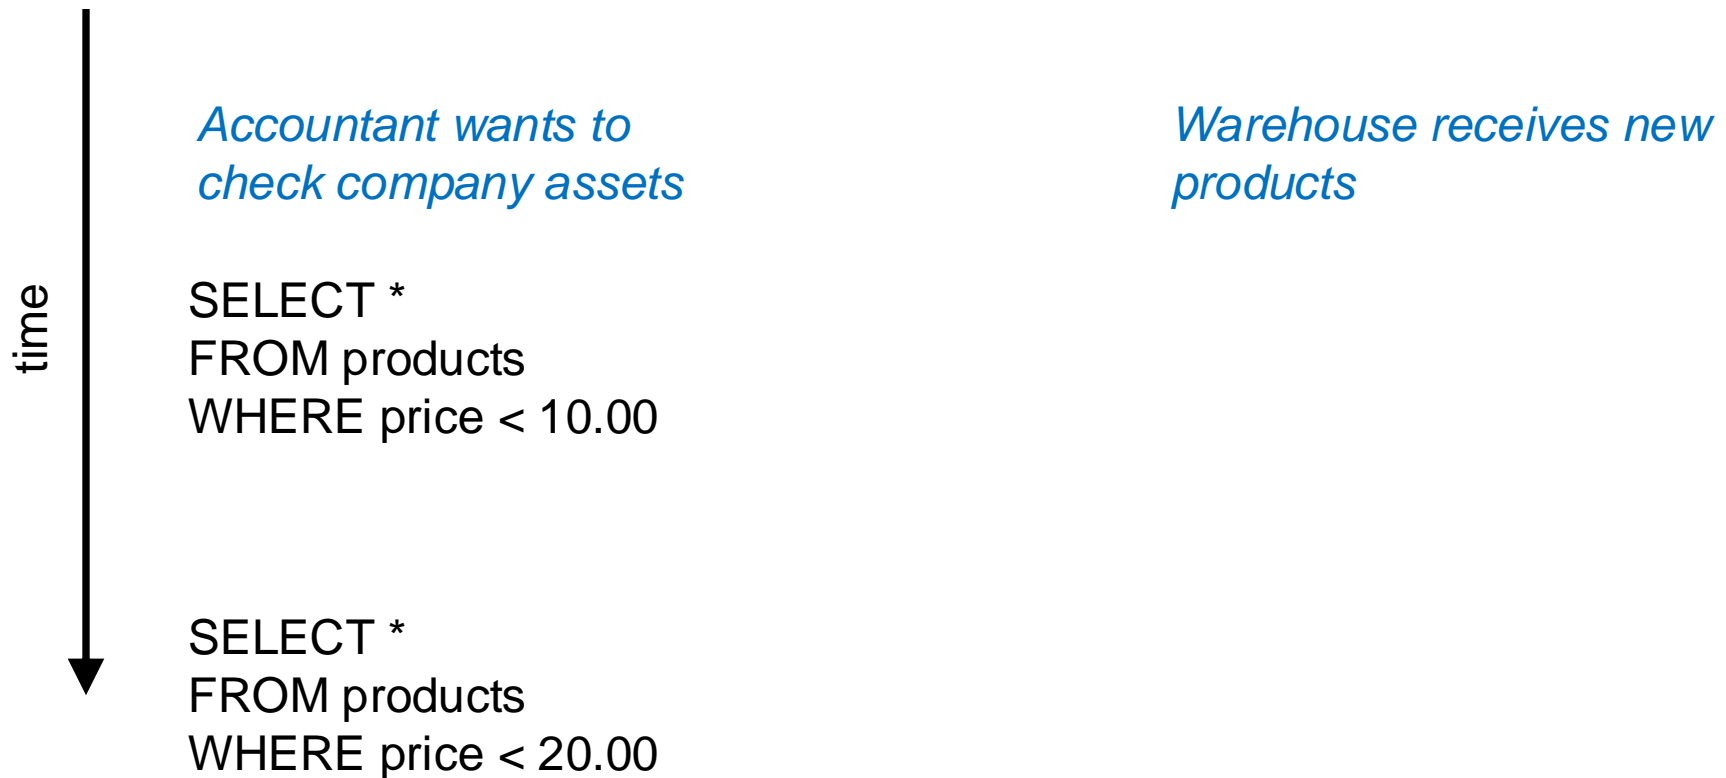 Accountant wants to
check company assets
Warehouse receives new
products
time
SELECT *
FROM products
WHERE price < 10.00
SELECT *
FROM products
WHERE price < 20.00